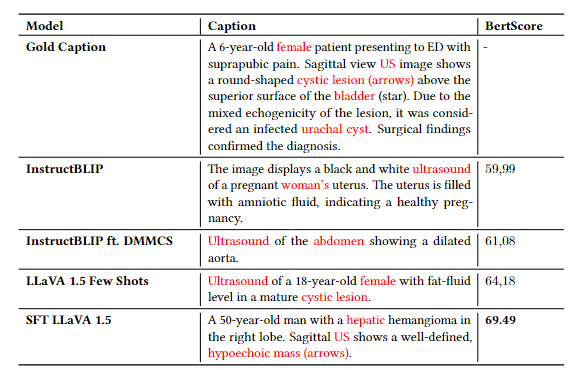 Model Caption BertScore
Gold Caption A 6-year-old female patient presenting to ED with -
suprapubic pain. Sagittal view US image shows
a round-shaped cystic lesion (arrows) above the
superior surface of the bladder (star). Due to the
mixed echogenicity of the lesion, it was consid-
ered an infected urachal cyst. Surgical findings
confirmed the diagnosis.
InstructBLIP The image displays a black and white ultrasound 59,99
of a pregnant woman's uterus. The uterus is filled
with amniotic fluid, indicating a healthy preg-
nancy.
InstructBLIP ft. DMMCS Ultrasound of the abdomen showing a dilated 61,08
aorta.
LLaVA 1.5 Few Shots Ultrasound of a 18-year-old female with fat-fluid 64,18
level in a mature cystic lesion.
SFT LLaVA 1.5 A 50-year-old man with a hepatic hemangioma in 69.49
the right lobe. Sagittal US shows a well-defined,
hypoechoic mass (arrows).